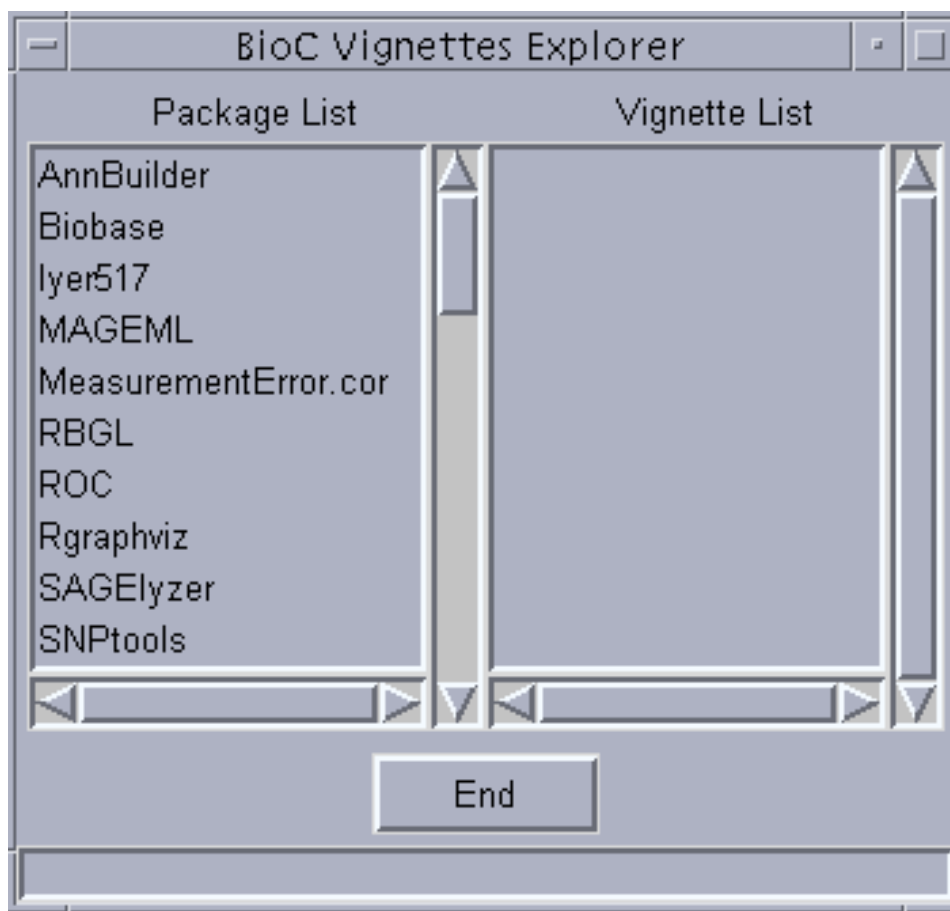 BioC Vignettes Explorer
Package List
Vignette List
AnnBuilder
Biobase
Iyer517
MAGEML
MeasurementError.cor
RBGL
ROC
Rgraphviz
SAGElyzer
SNPtools
End